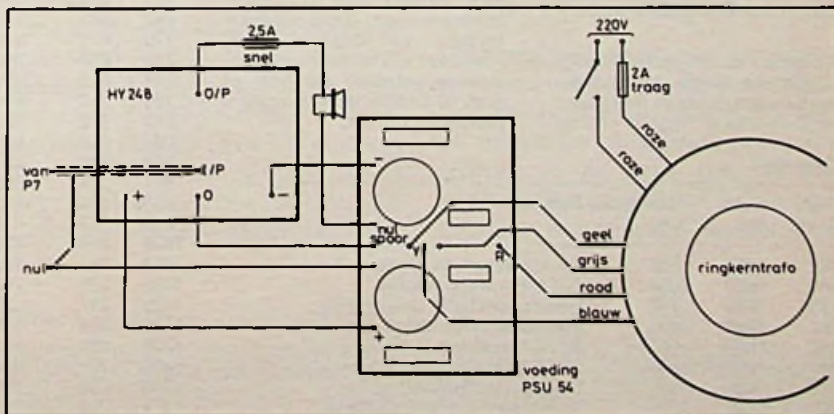 2,5A
snel
220V
HY 248
O/P
2A
traag
roze
roze
van
P7
I/P
+
O
-
-
nul
spoor
Y
R
geel
grijs
rood
blauw
ringkerntrafo
nul
+
voeding
PSU 54